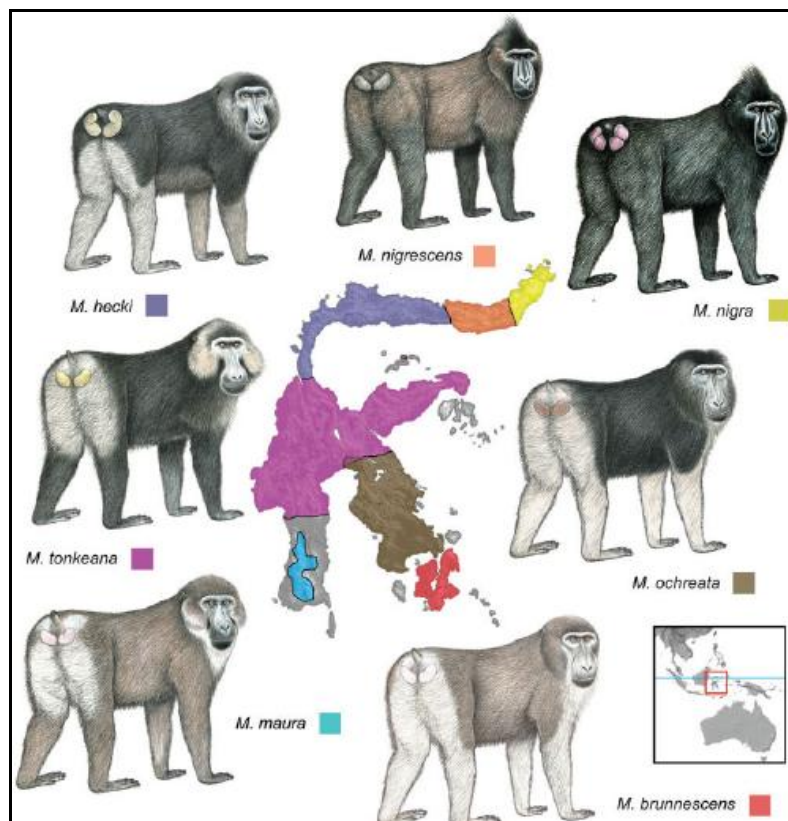 M. nigrescens
M. hecki
M. nigra
M. tonkeana
M. ochreata
M. maura
M. brunnescens